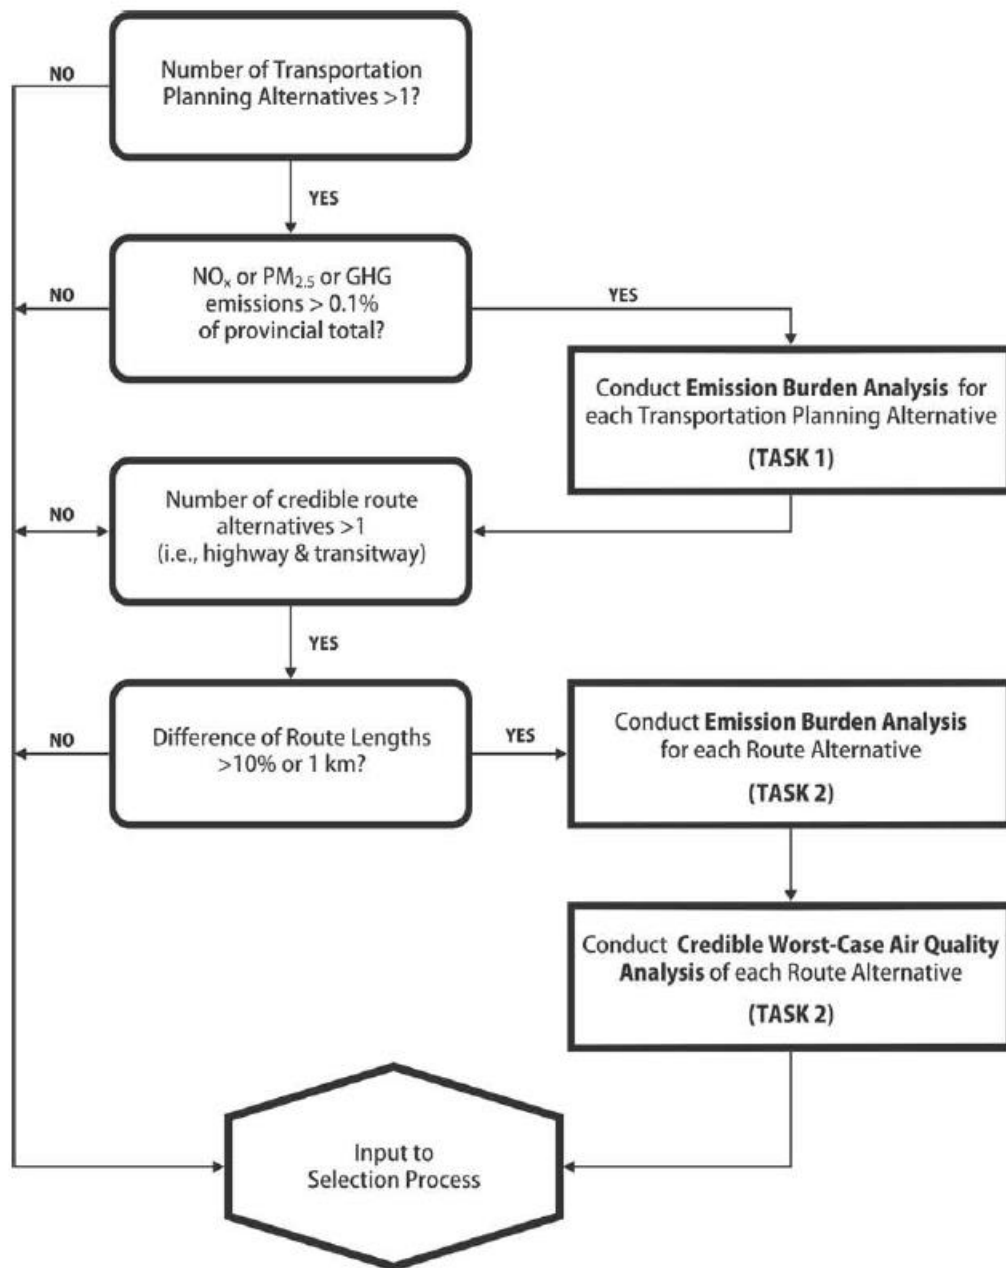 NO
Number of Transportation
Planning Alternatives >1?
YES
NO
NOₓ or PM₂.₅ or GHG
emissions > 0.1%
of provincial total?
YES
Conduct Emission Burden Analysis for
each Transportation Planning Alternative
(TASK 1)
NO
Number of credible route
alternatives >1
(i.e., highway & transitway)
YES
NO
Difference of Route Lengths
>10% or 1 km?
YES
Conduct Emission Burden Analysis
for each Route Alternative
(TASK 2)
Conduct Credible Worst-Case Air Quality
Analysis of each Route Alternative
(TASK 2)
Input to
Selection Process